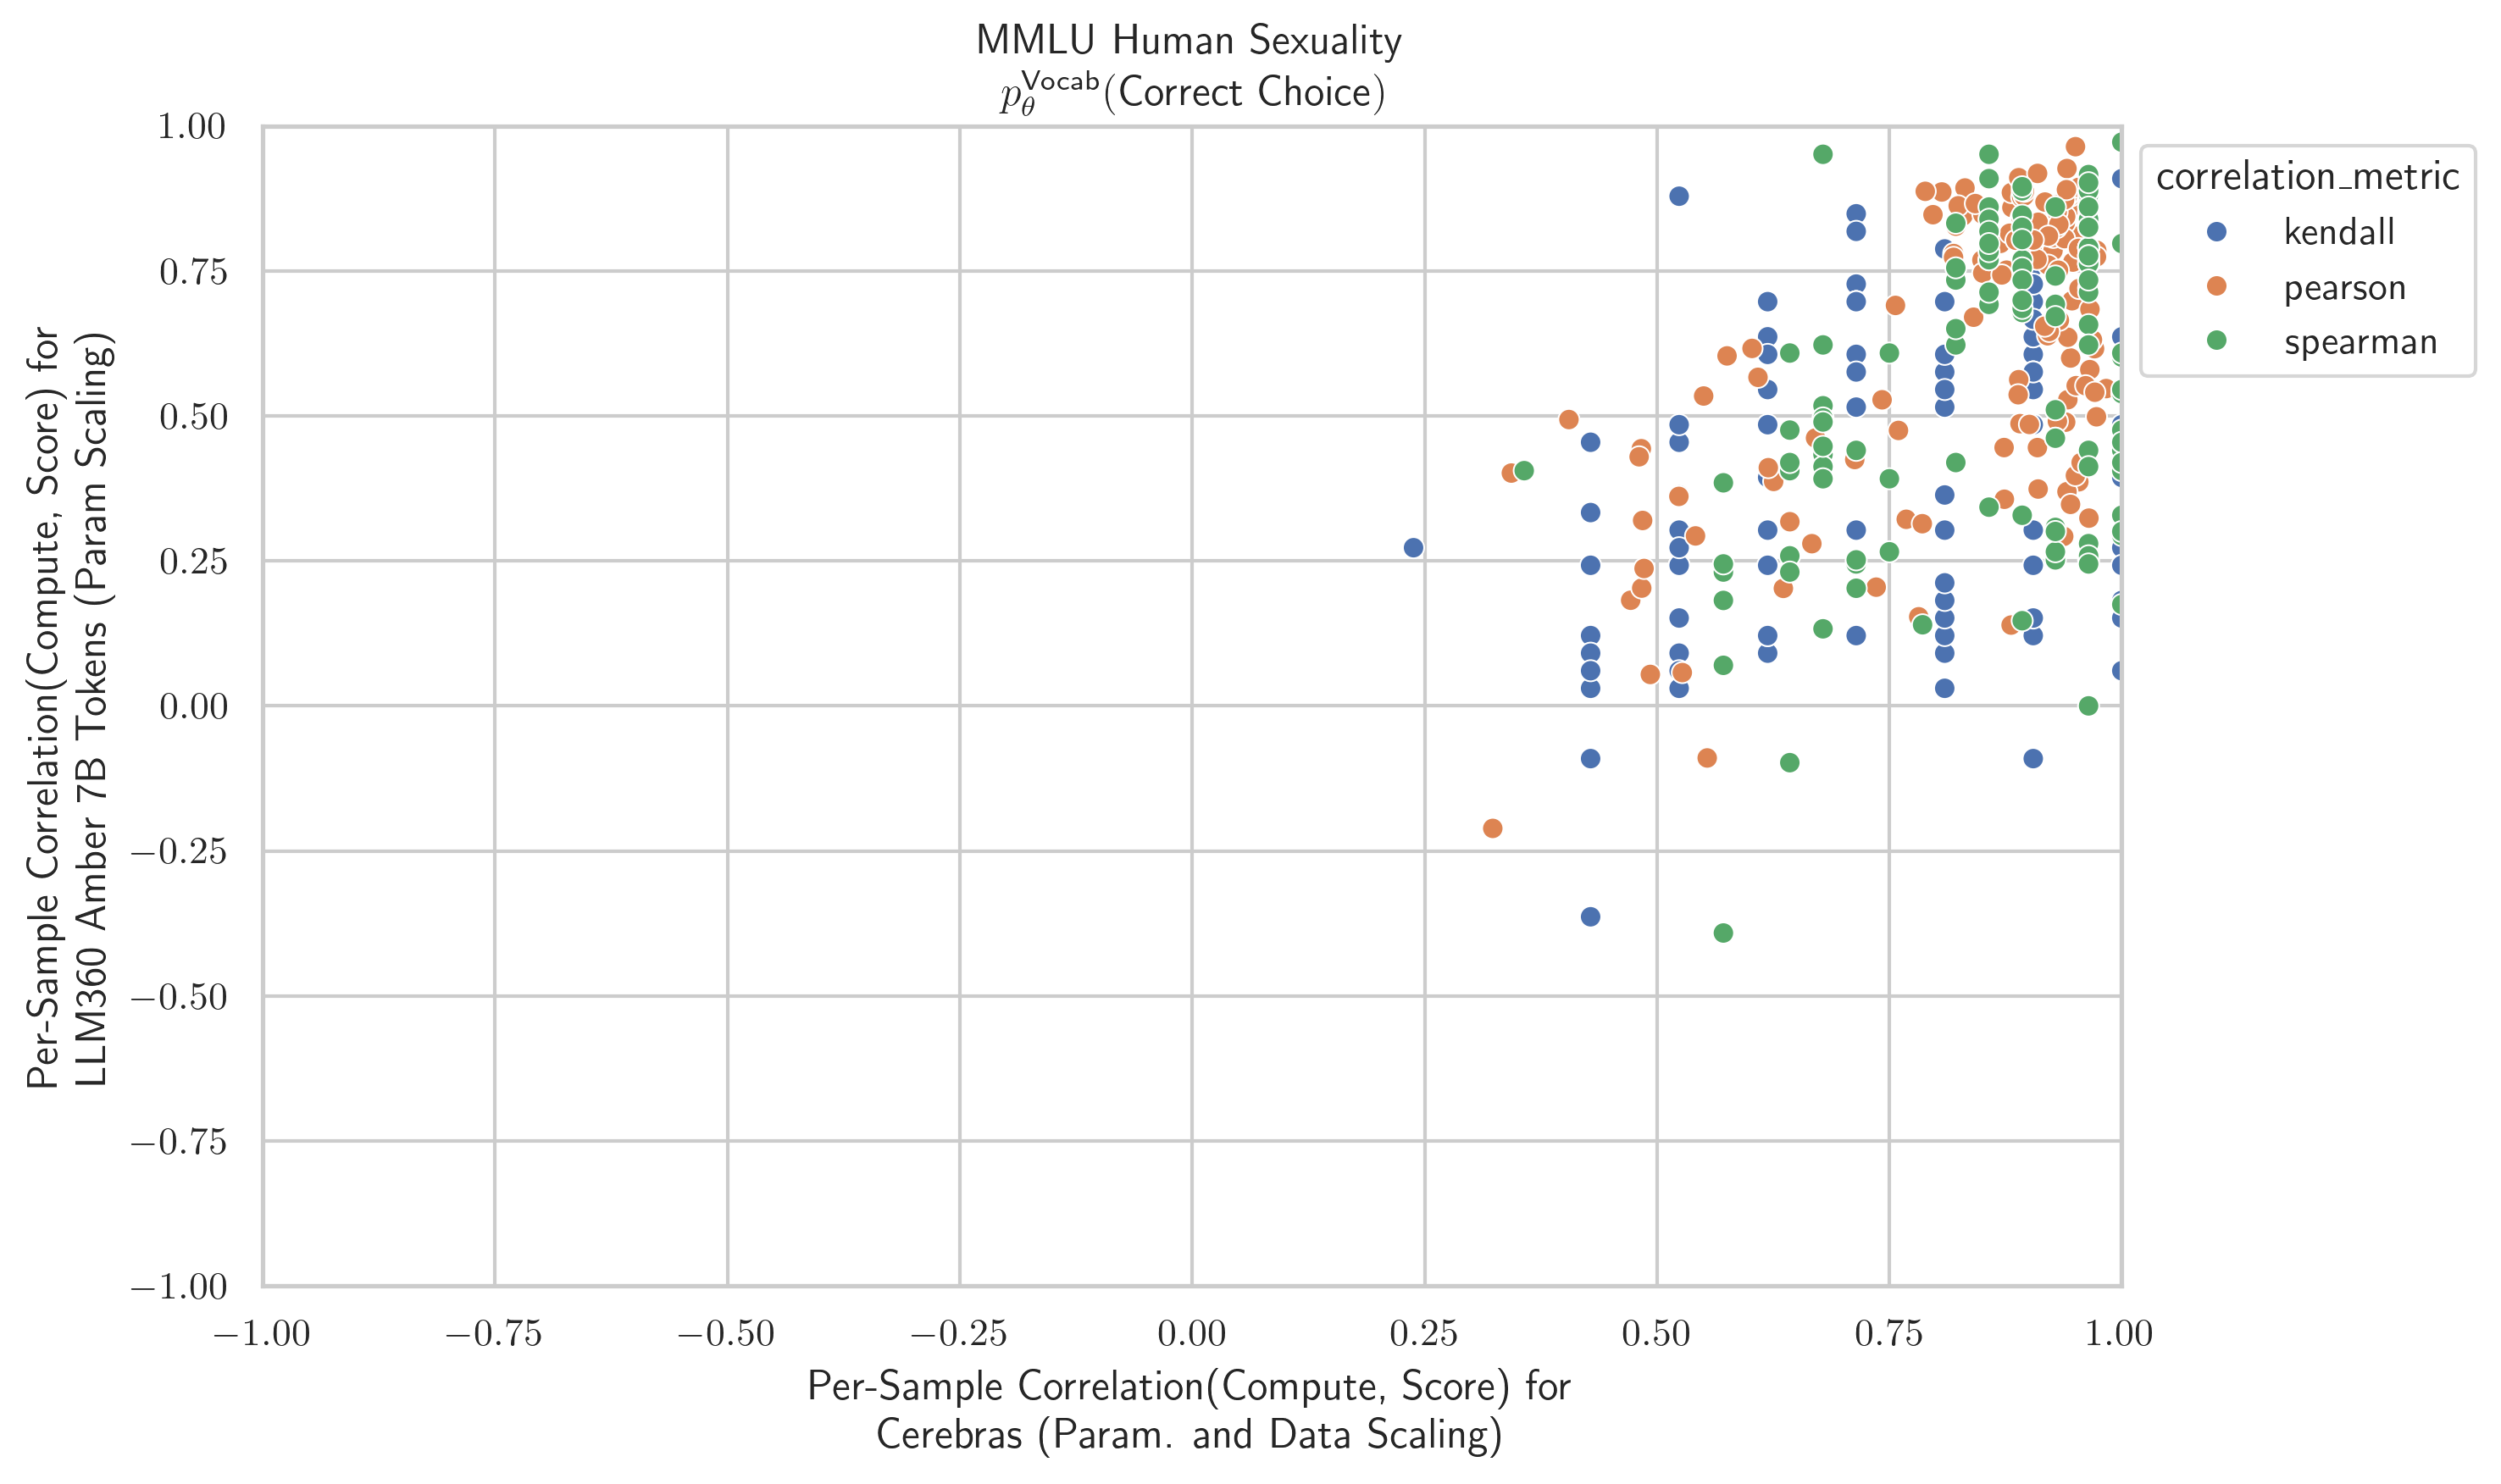 MMLU Human Sexuality
p_θ^Vocab(Correct Choice)
1.00
0.75
0.50
0.25
0.00
−0.25
−0.50
−0.75
−1.00
Per-Sample Correlation(Compute, Score) for
LLM360 Amber 7B Tokens (Param Scaling)
correlation_metric
kendall
pearson
spearman
−1.00 −0.75 −0.50 −0.25 0.00 0.25 0.50 0.75 1.00
Per-Sample Correlation(Compute, Score) for
Cerebras (Param. and Data Scaling)